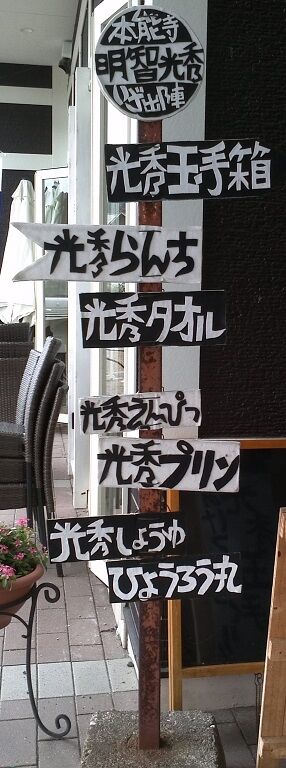 本能寺
明智光秀
いざ出陣
光秀玉手箱
光秀らんち
光秀タオル
光秀えんぴつ
光秀プリン
光秀しょうゆ
ひょうろう丸